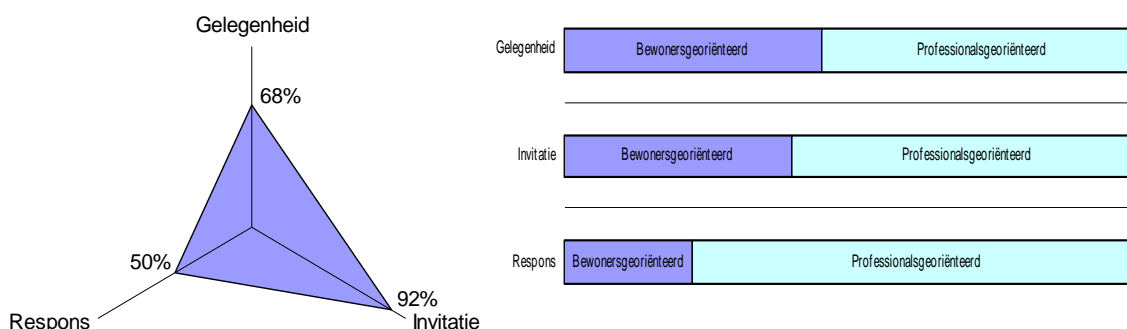 Gelegenheid
68%
50%
92%
Respons
Invitatie
Gelegenheid
Bewonersgeoriënteerd
Professionalsgeoriënteerd
Invitatie
Bewonersgeoriënteerd
Professionalsgeoriënteerd
Respons
Bewonersgeoriënteerd
Professionalsgeoriënteerd